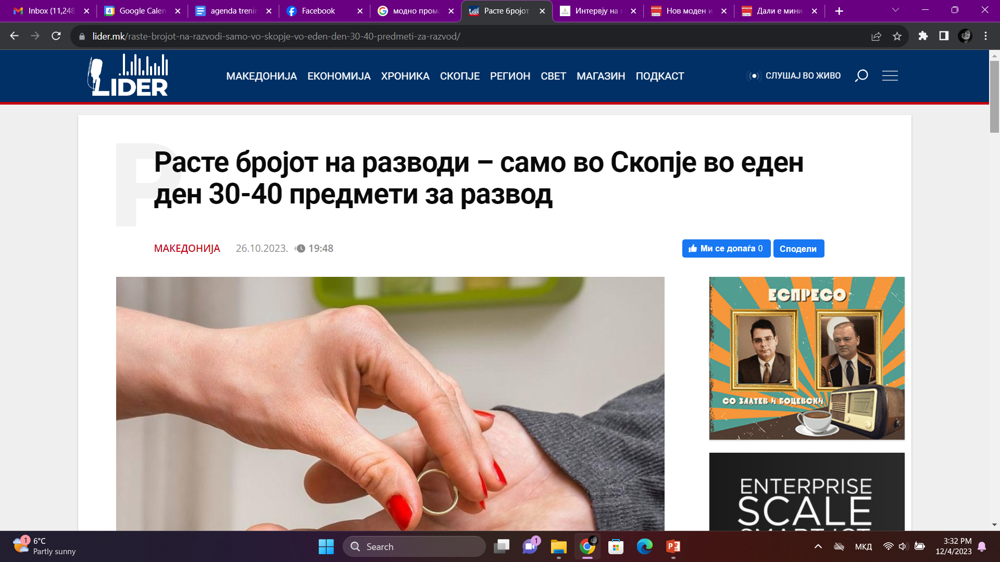 Inbox (11,248
Google Calen
agenda trenin
Facebook
модно пром
Расте бројот
Интервју на
Нов моден и
Дали е мини
lider.mk/raste-brojot-na-razvodi-samo-vo-skopje-vo-eden-den-30-40-predmeti-za-razvod/
LIDER
МАКЕДОНИЈА ЕКОНОМИЈА ХРОНИКА СКОПЈЕ РЕГИОН СВЕТ МАГАЗИН ПОДКАСТ
СЛУШАЈ ВО ЖИВО
Р
Расте бројот на разводи – само во Скопје во еден
ден 30-40 предмети за развод
МАКЕДОНИЈА 26.10.2023. 19:48
Ми се допаѓа 0 Сподели
ЕСПРЕСО
СО ЗЛАТЕВ И БОЦЕВСКИ
ENTERPRISE
SCALE
6°C
Partly sunny
Search
МКД
3:32 PM
12/4/2023